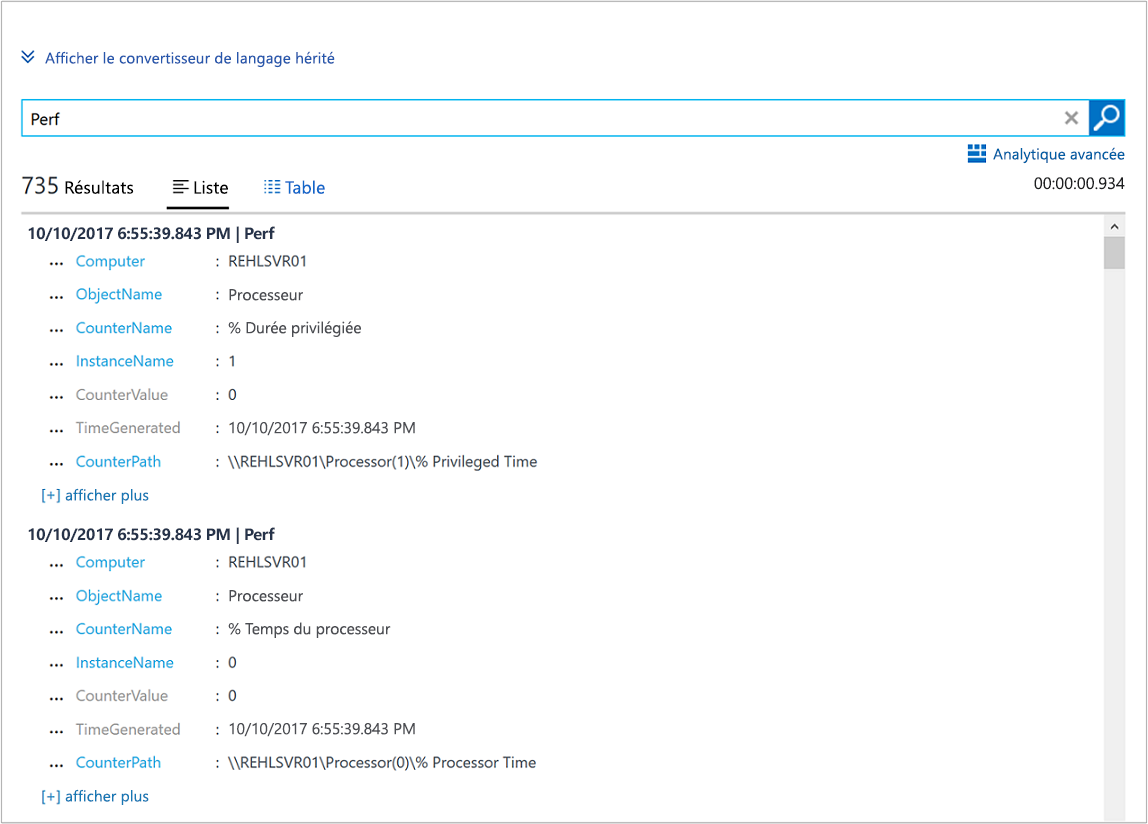 Afficher le convertisseur de langage hérité
Perf
Analytique avancée
735 Résultats Liste Table 00:00:00.934
10/10/2017 6:55:39.843 PM | Perf
... Computer : REHLSVR01
... ObjectName : Processeur
... CounterName : % Durée privilégiée
... InstanceName : 1
... CounterValue : 0
... TimeGenerated : 10/10/2017 6:55:39.843 PM
... CounterPath : \\REHLSVR01\Processor(1)\% Privileged Time
[+] afficher plus
10/10/2017 6:55:39.843 PM | Perf
... Computer : REHLSVR01
... ObjectName : Processeur
... CounterName : % Temps du processeur
... InstanceName : 0
... CounterValue : 0
... TimeGenerated : 10/10/2017 6:55:39.843 PM
... CounterPath : \\REHLSVR01\Processor(0)\% Processor Time
[+] afficher plus